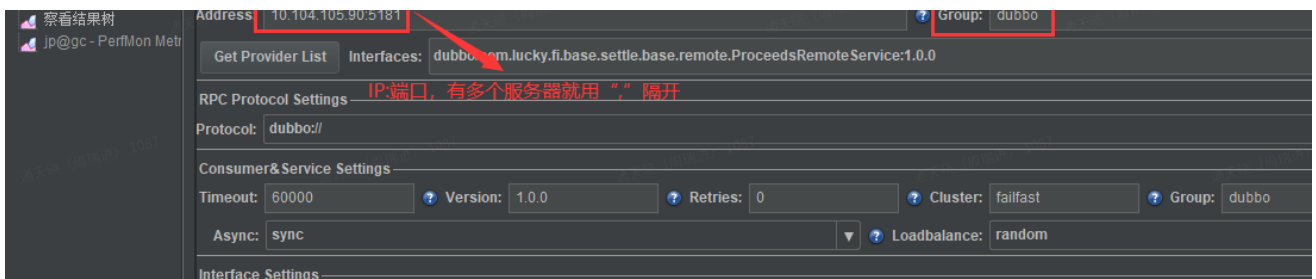 察看结果树
Address 10.104.105.90:5181 Group: dubbo
jp@gc - PerfMon Metr
Get Provider List Interfaces: dubbo com.lucky.fi.base.settle.base.remote.ProceedsRemoteService:1.0.0
IP:端口，有多个服务器就用“,”隔开
RPC Protocol Settings
Protocol: dubbo://
Consumer&Service Settings
Timeout: 60000 Version: 1.0.0 Retries: 0 Cluster: failfast Group: dubbo
Async: sync Loadbalance: random
Interface Settings